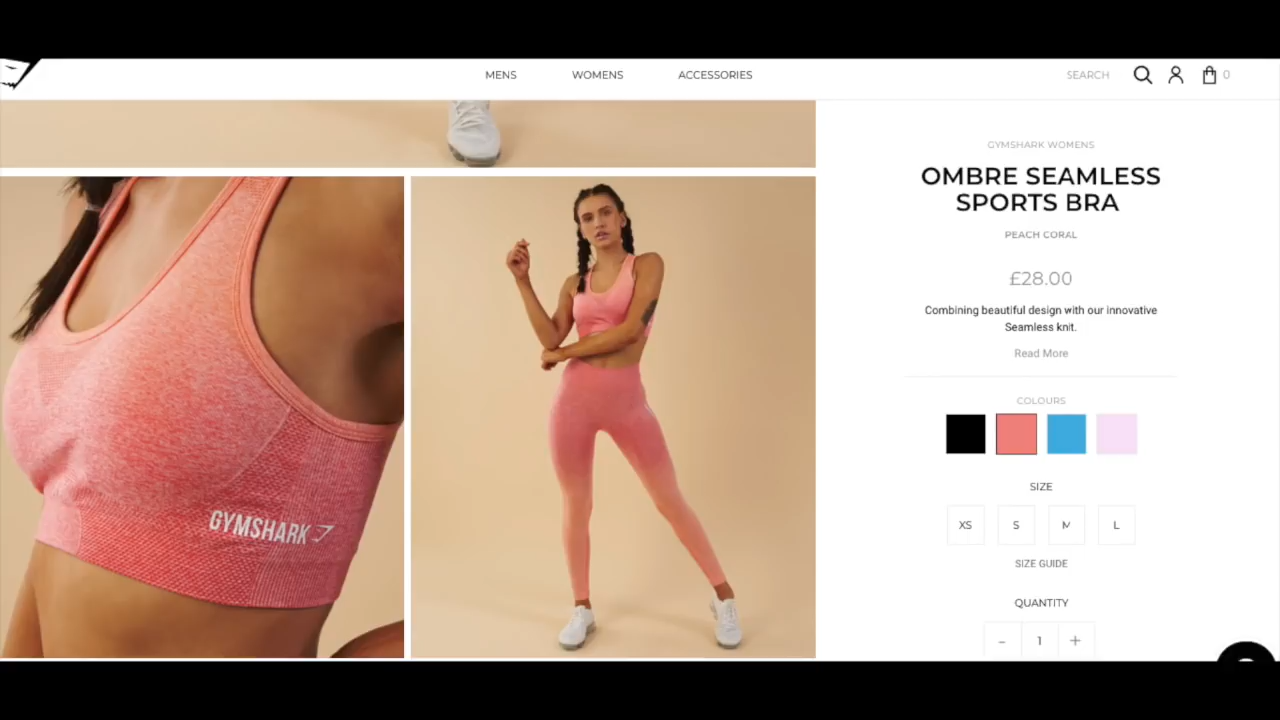 MENS WOMENS ACCESSORIES SEARCH 0
GYMSHARK WOMENS
OMBRE SEAMLESS
SPORTS BRA
PEACH CORAL
£28.00
Combining beautiful design with our innovative
Seamless knit.
Read More
COLOURS
SIZE
XS S M L
SIZE GUIDE
QUANTITY
- 1 +
GYMSHARK